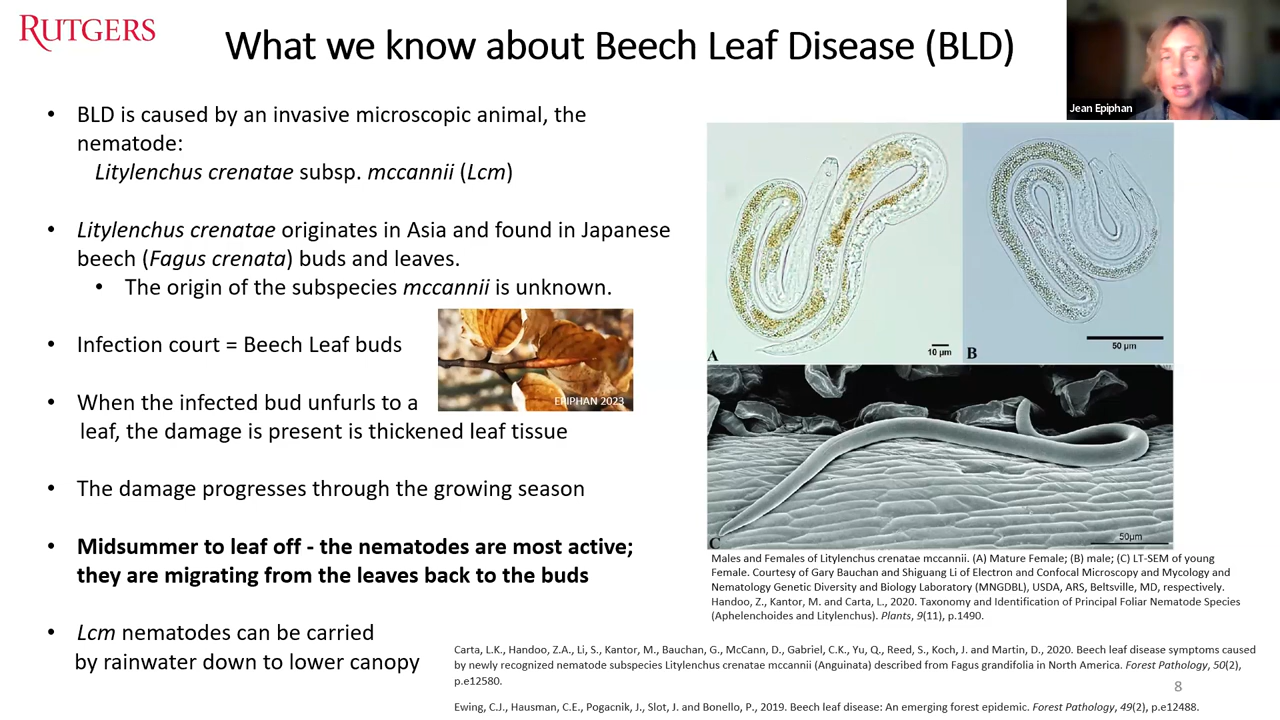 RUTGERS
What we know about Beech Leaf Disease (BLD)
Jean Epiphan
• BLD is caused by an invasive microscopic animal, the
nematode:
Litylenchus crenatae subsp. mccannii (Lcm)
• Litylenchus crenatae originates in Asia and found in Japanese
beech (Fagus crenata) buds and leaves.
• The origin of the subspecies mccannii is unknown.
• Infection court = Beech Leaf buds
• When the infected bud unfurls to a
leaf, the damage is present is thickened leaf tissue
• The damage progresses through the growing season
• Midsummer to leaf off - the nematodes are most active;
they are migrating from the leaves back to the buds
• Lcm nematodes can be carried
by rainwater down to lower canopy
EPIPHAN 2023
A
10 µm
B
50 µm
C
50µm
Males and Females of Litylenchus crenatae mccannii. (A) Mature Female; (B) male; (C) LT-SEM of young
Female. Courtesy of Gary Bauchan and Shiguang Li of Electron and Confocal Microscopy and Mycology and
Nematology Genetic Diversity and Biology Laboratory (MNGDBL), USDA, ARS, Beltsville, MD, respectively.
Handoo, Z., Kantor, M. and Carta, L., 2020. Taxonomy and Identification of Principal Foliar Nematode Species
(Aphelenchoides and Litylenchus). Plants, 9(11), p.1490.
Carta, L.K., Handoo, Z.A., Li, S., Kantor, M., Bauchan, G., McCann, D., Gabriel, C.K., Yu, Q., Reed, S., Koch, J. and Martin, D., 2020. Beech leaf disease symptoms caused
by newly recognized nematode subspecies Litylenchus crenatae mccannii (Anguinata) described from Fagus grandifolia in North America. Forest Pathology, 50(2),
p.e12580.
8
Ewing, C.J., Hausman, C.E., Pogacnik, J., Slot, J. and Bonello, P., 2019. Beech leaf disease: An emerging forest epidemic. Forest Pathology, 49(2), p.e12488.